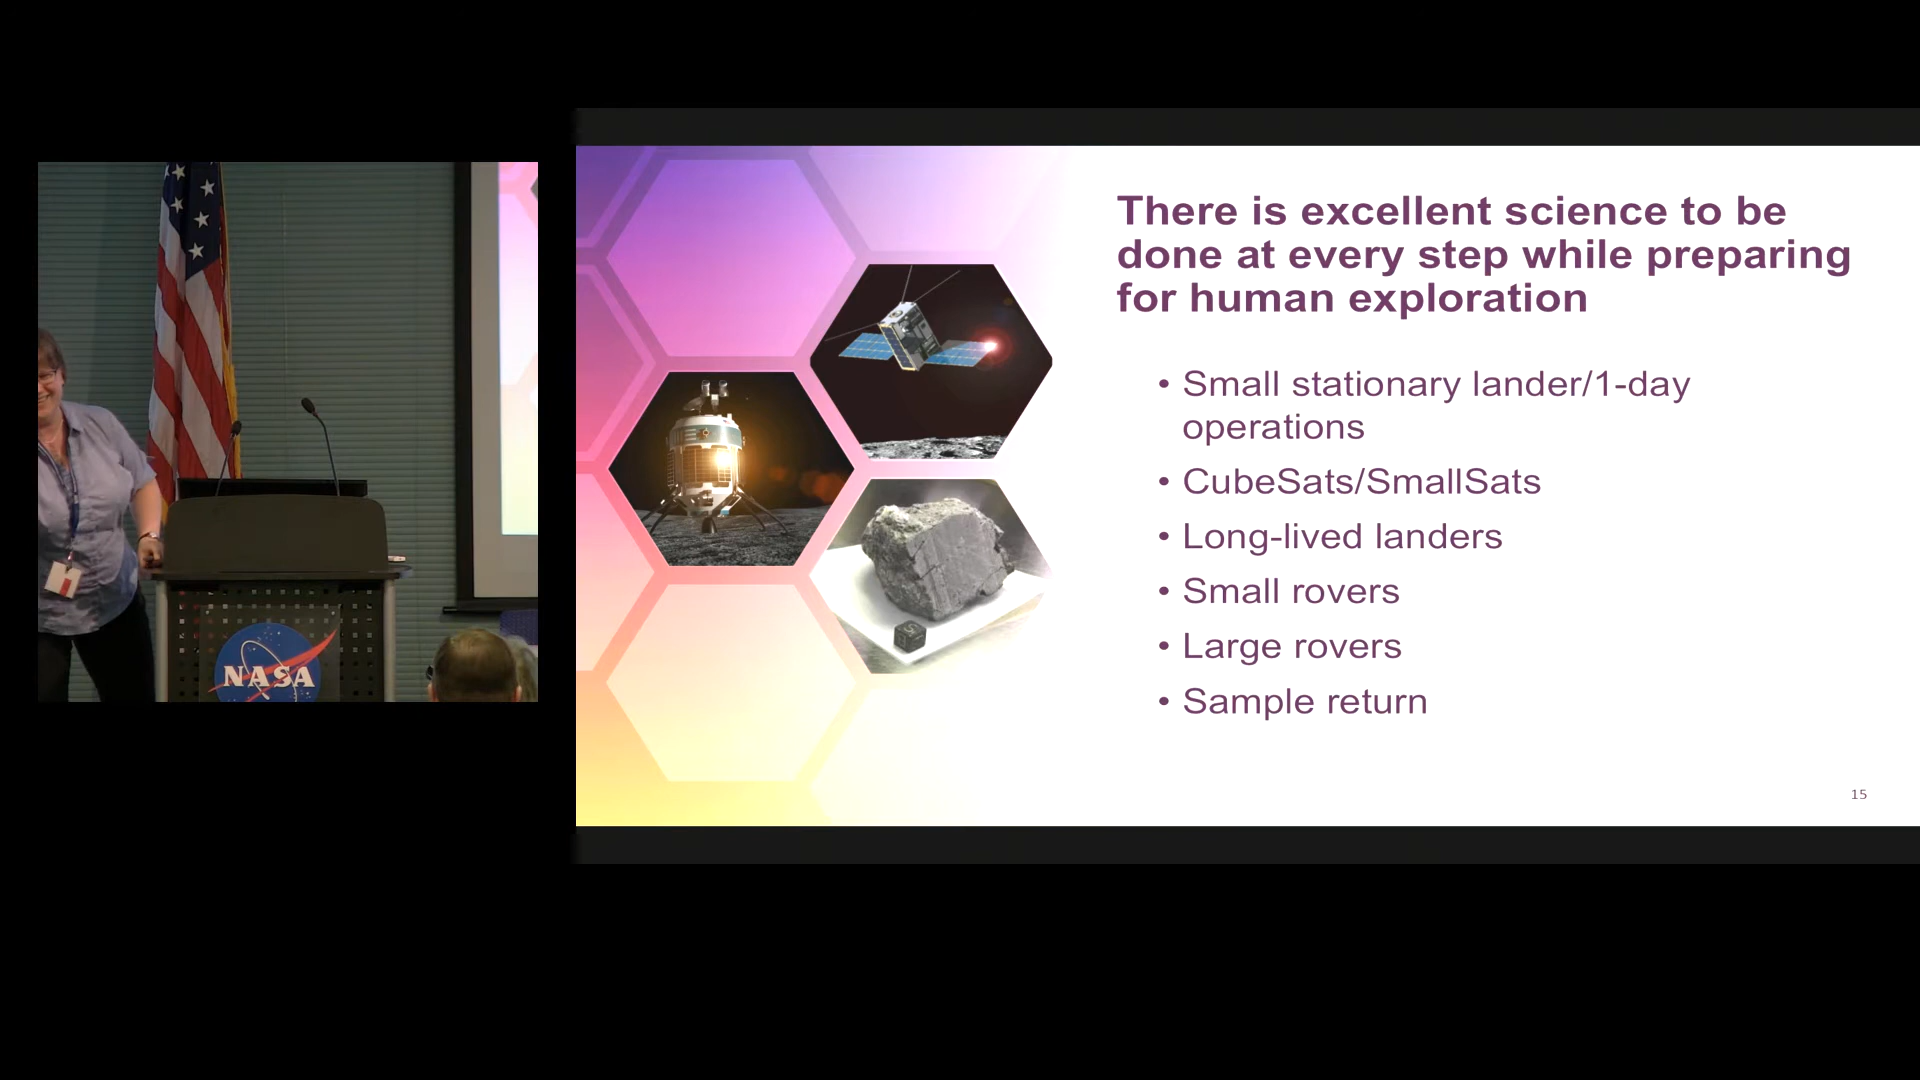 There is excellent science to be
done at every step while preparing
for human exploration
• Small stationary lander/1-day
operations
• CubeSats/SmallSats
• Long-lived landers
• Small rovers
• Large rovers
• Sample return
15
NASA